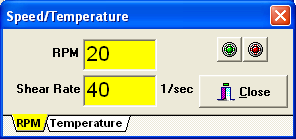 Speed/Temperature
RPM 20
Shear Rate 40 1/sec
Close
RPM Temperature